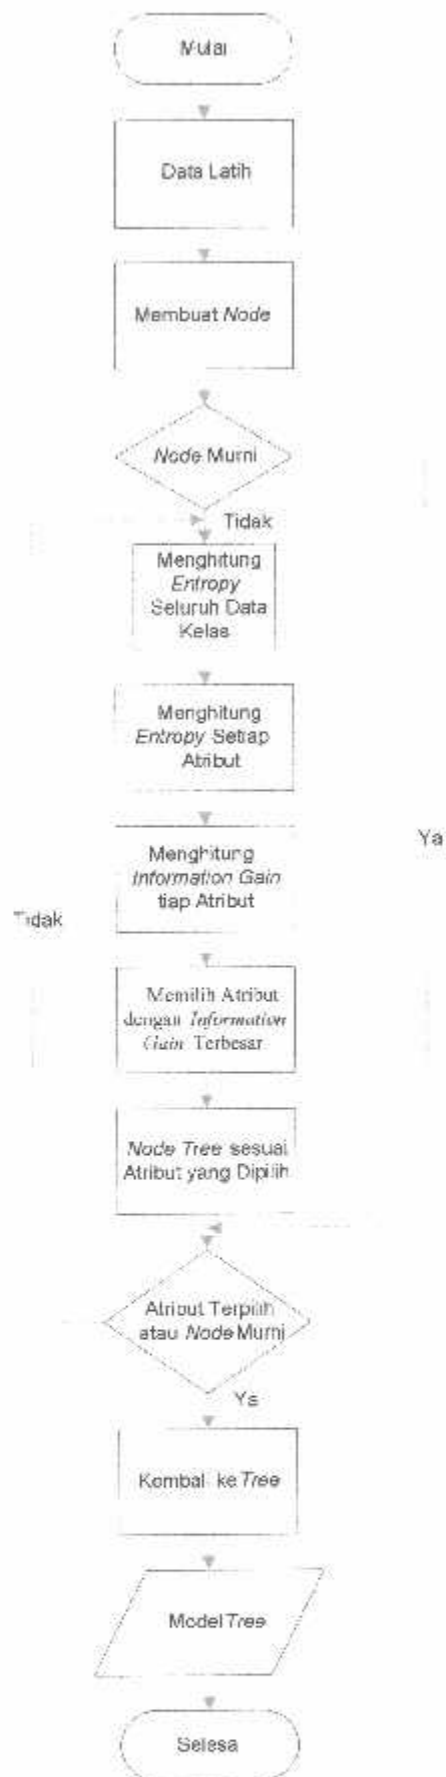 Mulai
Data Latih
Membuat Node
Node Murni
Tidak
Menghitung
Entropy
Seluruh Data
Kelas
Menghitung
Entropy Setiap
Atribut
Ya
Menghitung
Information Gain
tiap Atribut
Tidak
Memilih Atribut
dengan Information
Gain Terbesar
Node Tree sesuai
Atribut yang Dipilih
Atribut Terpilih
atau Node Murni
Ya
Kembali ke Tree
Model Tree
Selesai